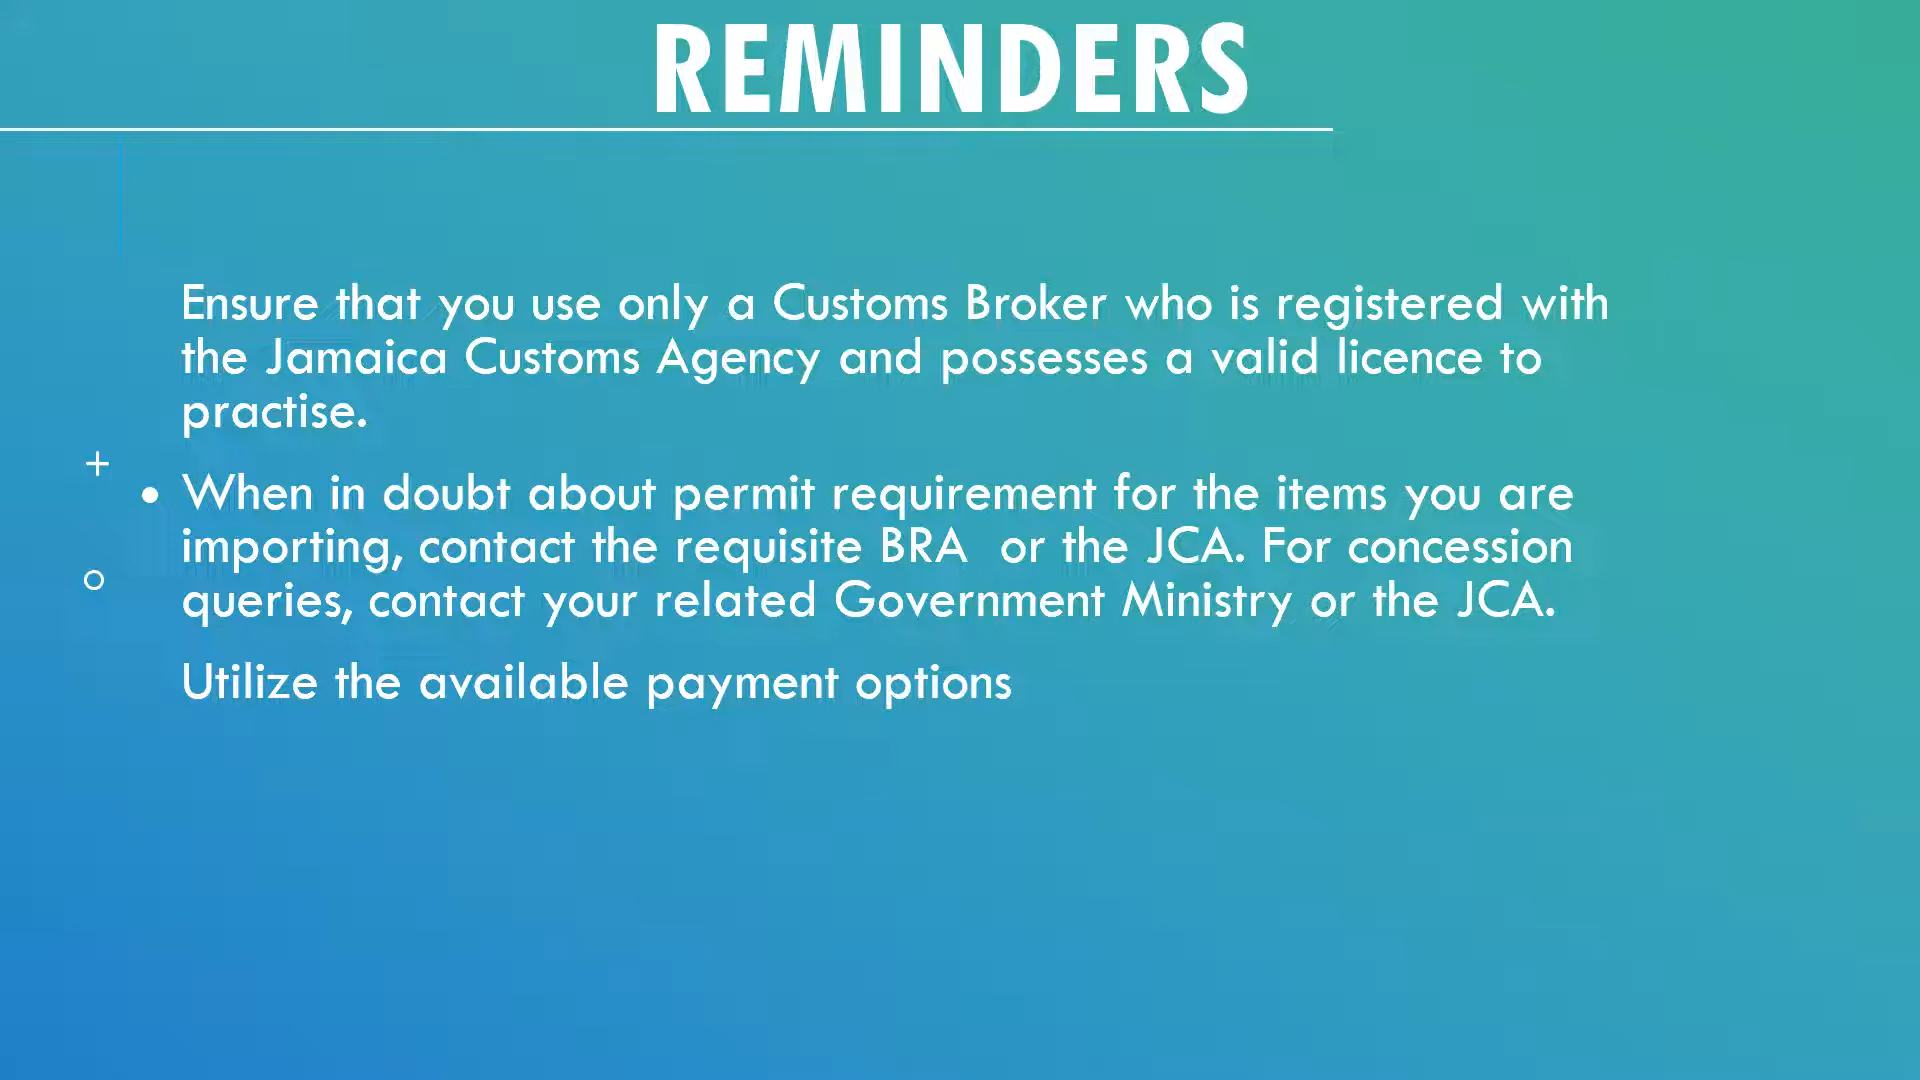 REMINDERS
Ensure that you use only a Customs Broker who is registered with
the Jamaica Customs Agency and possesses a valid licence to
practise.
• When in doubt about permit requirement for the items you are
importing, contact the requisite BRA  or the JCA. For concession
queries, contact your related Government Ministry or the JCA.
Utilize the available payment options